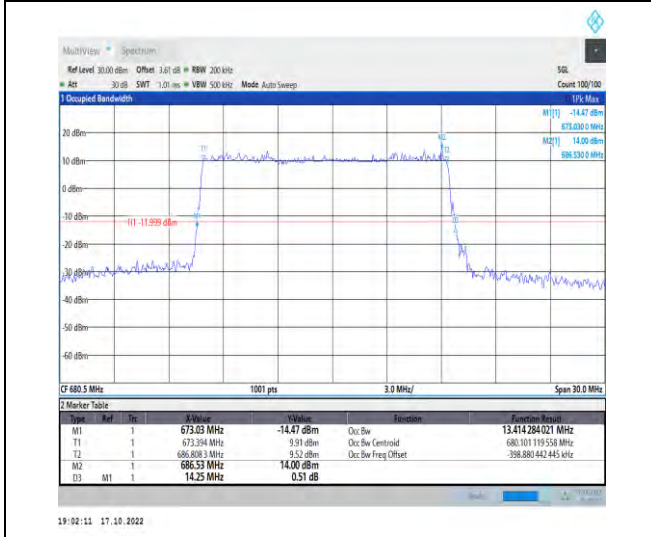 MultiView Spectrum
Ref Level 30.00 dBm Offset 3.61 dB RBW 200 kHz SGL
Att 30 dB SWT 1.01 ms VBW 500 kHz Mode Auto Sweep Count 100/100
1 Occupied Bandwidth 1Pk Max
M1[1] -14.47 dBm
673.030 0 MHz
20 dBm M2[1] 14.00 dBm
686.530 0 MHz
M2
T1 T2
10 dBm
0 dBm
-10 dBm
H1 -11.999 dBm
-20 dBm
-30 dBm
-40 dBm
-50 dBm
-60 dBm
CF 680.5 MHz 1001 pts 3.0 MHz/ Span 30.0 MHz
2 Marker Table
Type Ref Trc X-Value Y-Value Function Function Result
M1 1 673.03 MHz -14.47 dBm Occ Bw 13.414 284 021 MHz
T1 1 673.394 MHz 9.91 dBm Occ Bw Centroid 680.101 119 558 MHz
T2 1 686.808 3 MHz 9.52 dBm Occ Bw Freq Offset -398.880 442 445 kHz
M2 1 686.53 MHz 14.00 dBm
D3 M1 1 14.25 MHz 0.51 dB
19:02:11 17.10.2022